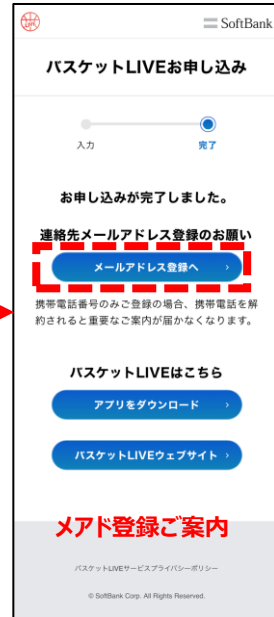 LIVE
SoftBank
バスケットLIVEお申し込み
入力
完了
お申し込みが完了しました。
連絡先メールアドレス登録のお願い
メールアドレス登録へ
携帯電話番号のみご登録の場合、携帯電話を解
約されると重要なご案内が届かなくなります。
バスケットLIVEはこちら
アプリをダウンロード
バスケットLIVEウェブサイト
メアド登録ご案内
バスケットLIVEサービスプライバシーポリシー
© SoftBank Corp. All Rights Reserved.